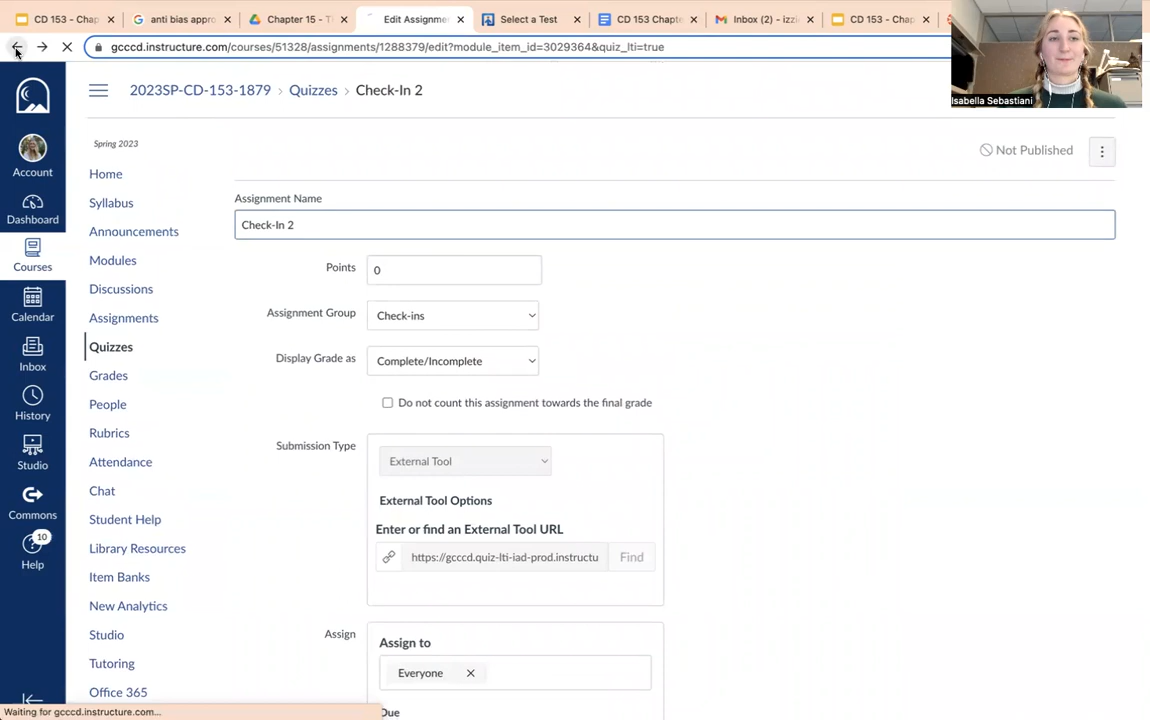 CD 153 - Chap
anti bias appro
Chapter 15 - Ti
Edit Assignme
Select a Test
CD 153 Chapte
Inbox (2) - izzi
CD 153 - Chap
gcccd.instructure.com/courses/51328/assignments/1288379/edit?module_item_id=3029364&quiz_lti=true
Isabella Sebastiani
2023SP-CD-153-1879 › Quizzes › Check-In 2
Account
Dashboard
Courses
Calendar
Inbox
History
Studio
Commons
10
Help
Spring 2023
Home
Syllabus
Announcements
Modules
Discussions
Assignments
Quizzes
Grades
People
Rubrics
Attendance
Chat
Student Help
Library Resources
Item Banks
New Analytics
Studio
Tutoring
Office 365
Not Published
Assignment Name
Check-In 2
Points 0
Assignment Group Check-ins
Display Grade as Complete/Incomplete
Do not count this assignment towards the final grade
Submission Type External Tool
External Tool Options
Enter or find an External Tool URL
https://gcccd.quiz-lti-iad-prod.instructu Find
Assign Assign to
Everyone
Due
Waiting for gcccd.instructure.com...